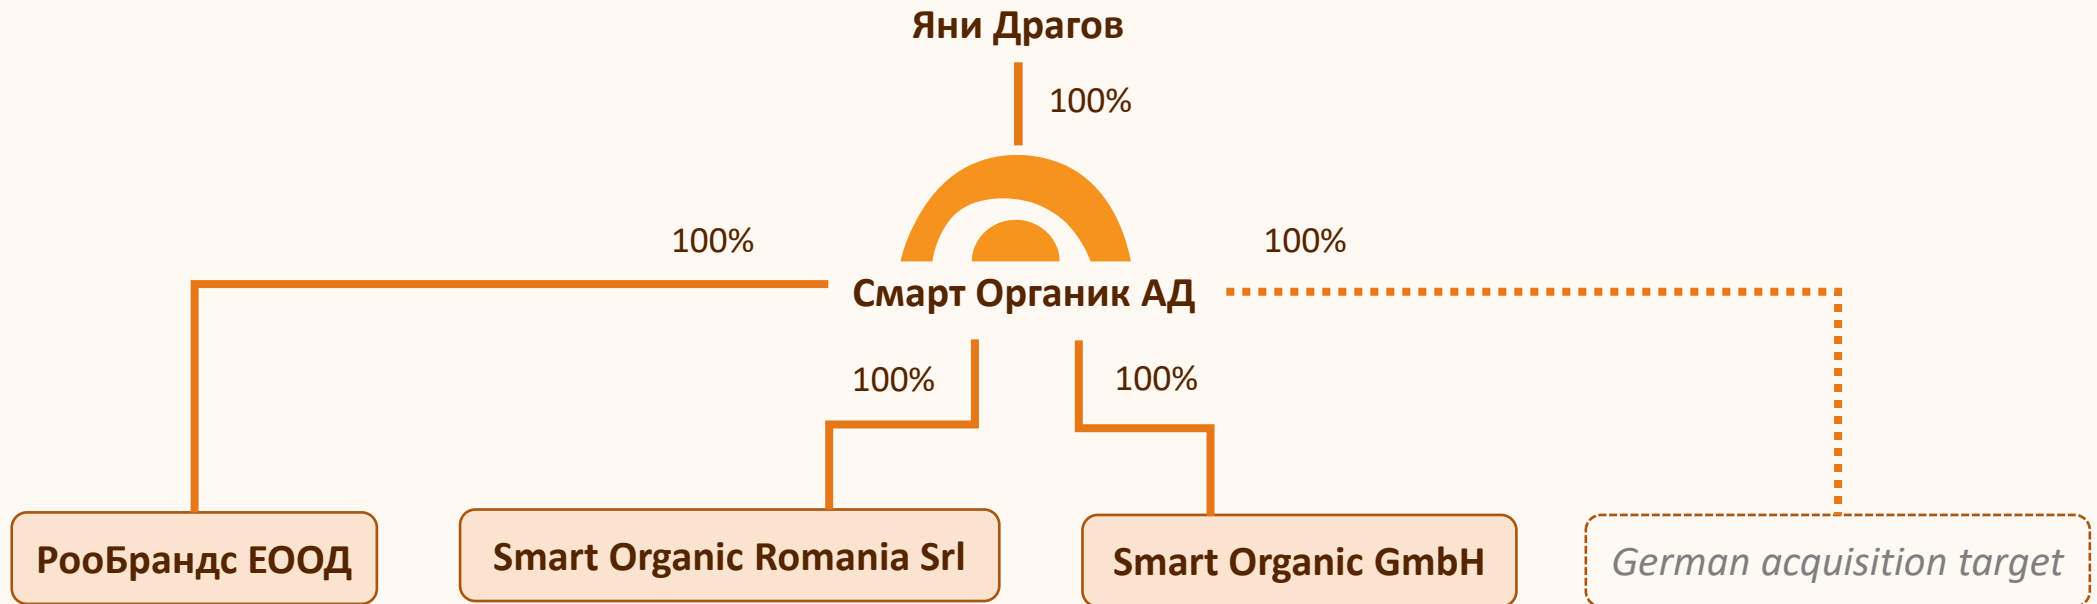 Яни Драгов
100%
100%
100%
Смарт Органик АД
100%
100%
РооБрандс ЕООД
Smart Organic Romania Srl
Smart Organic GmbH
German acquisition target